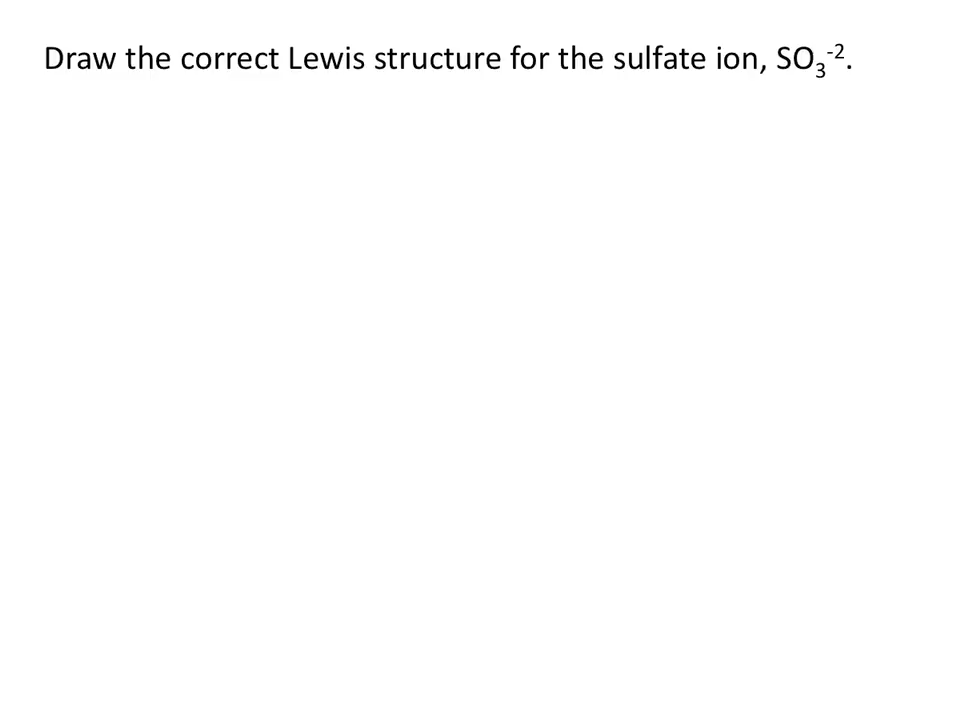 Draw the correct Lewis structure for the sulfate ion, SO₃⁻².